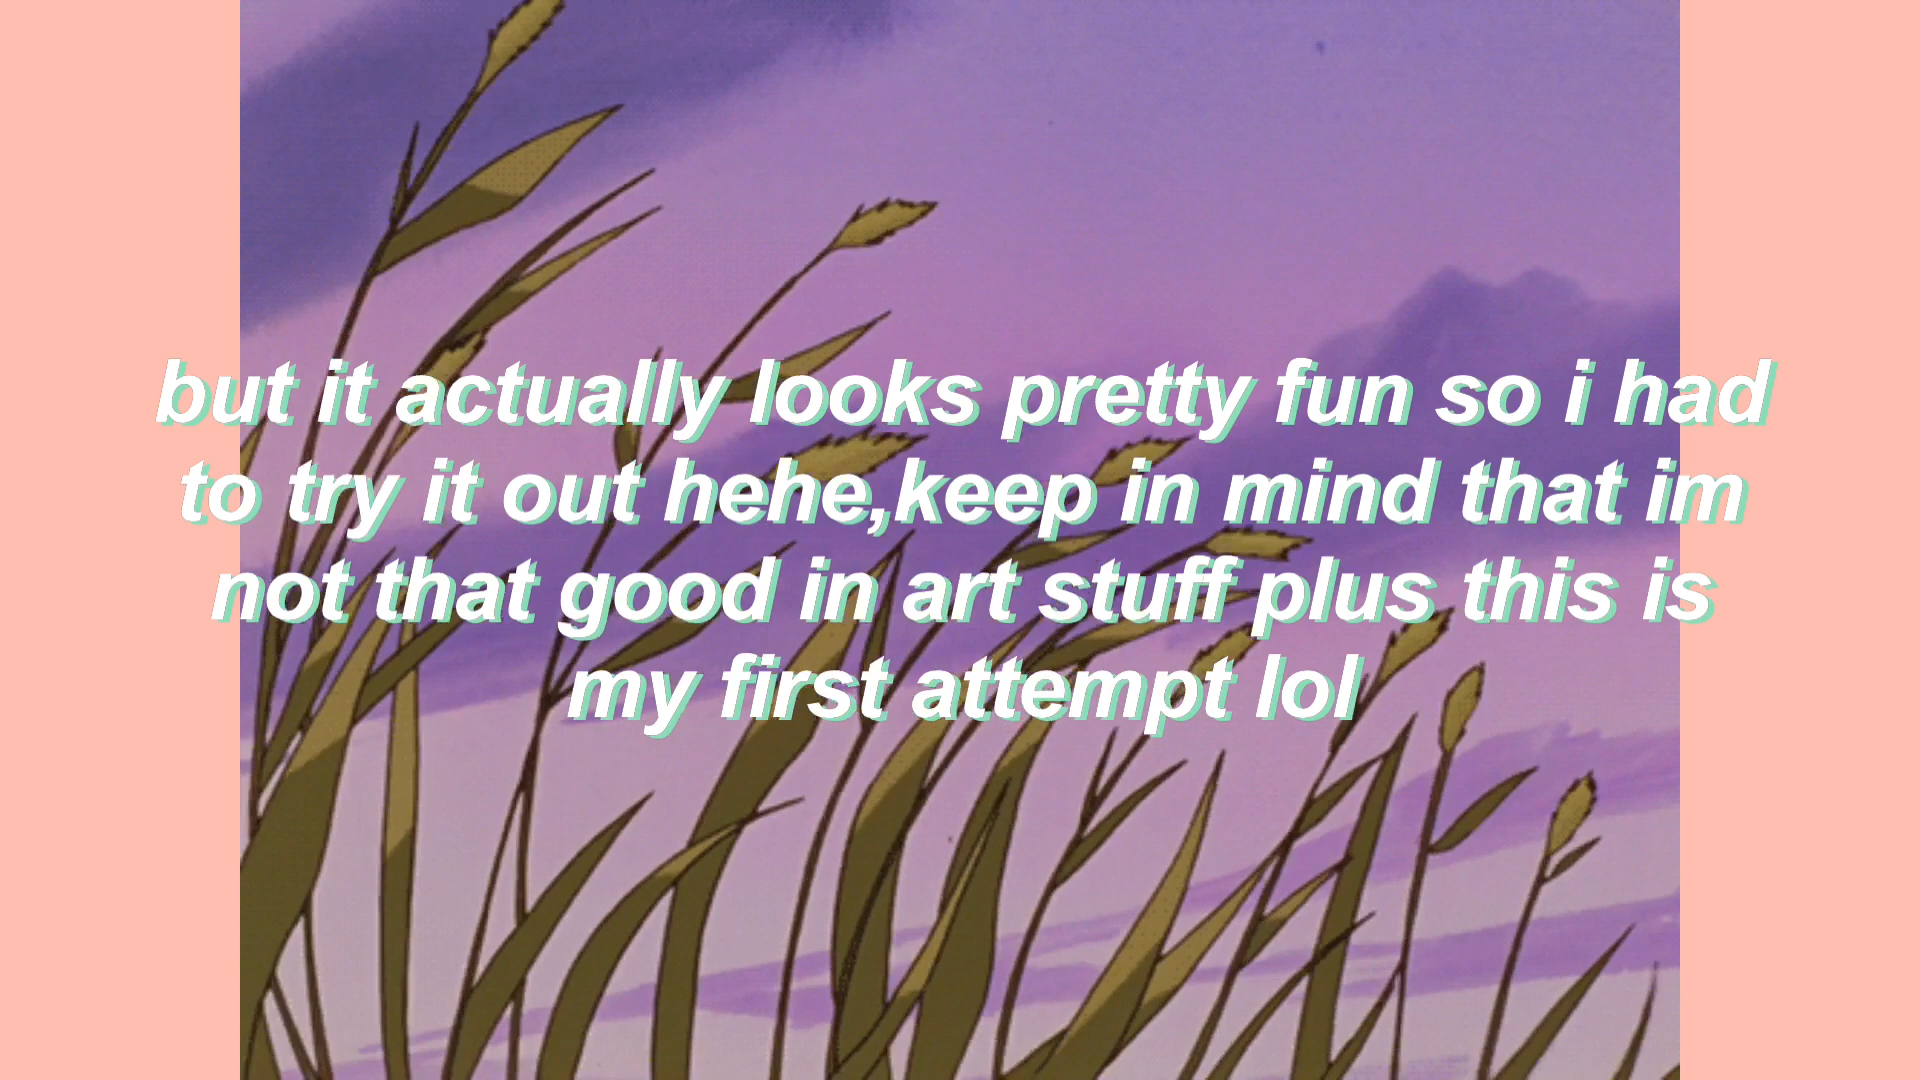 but it actually looks pretty fun so i had
to try it out hehe,keep in mind that im
not that good in art stuff plus this is
my first attempt lol